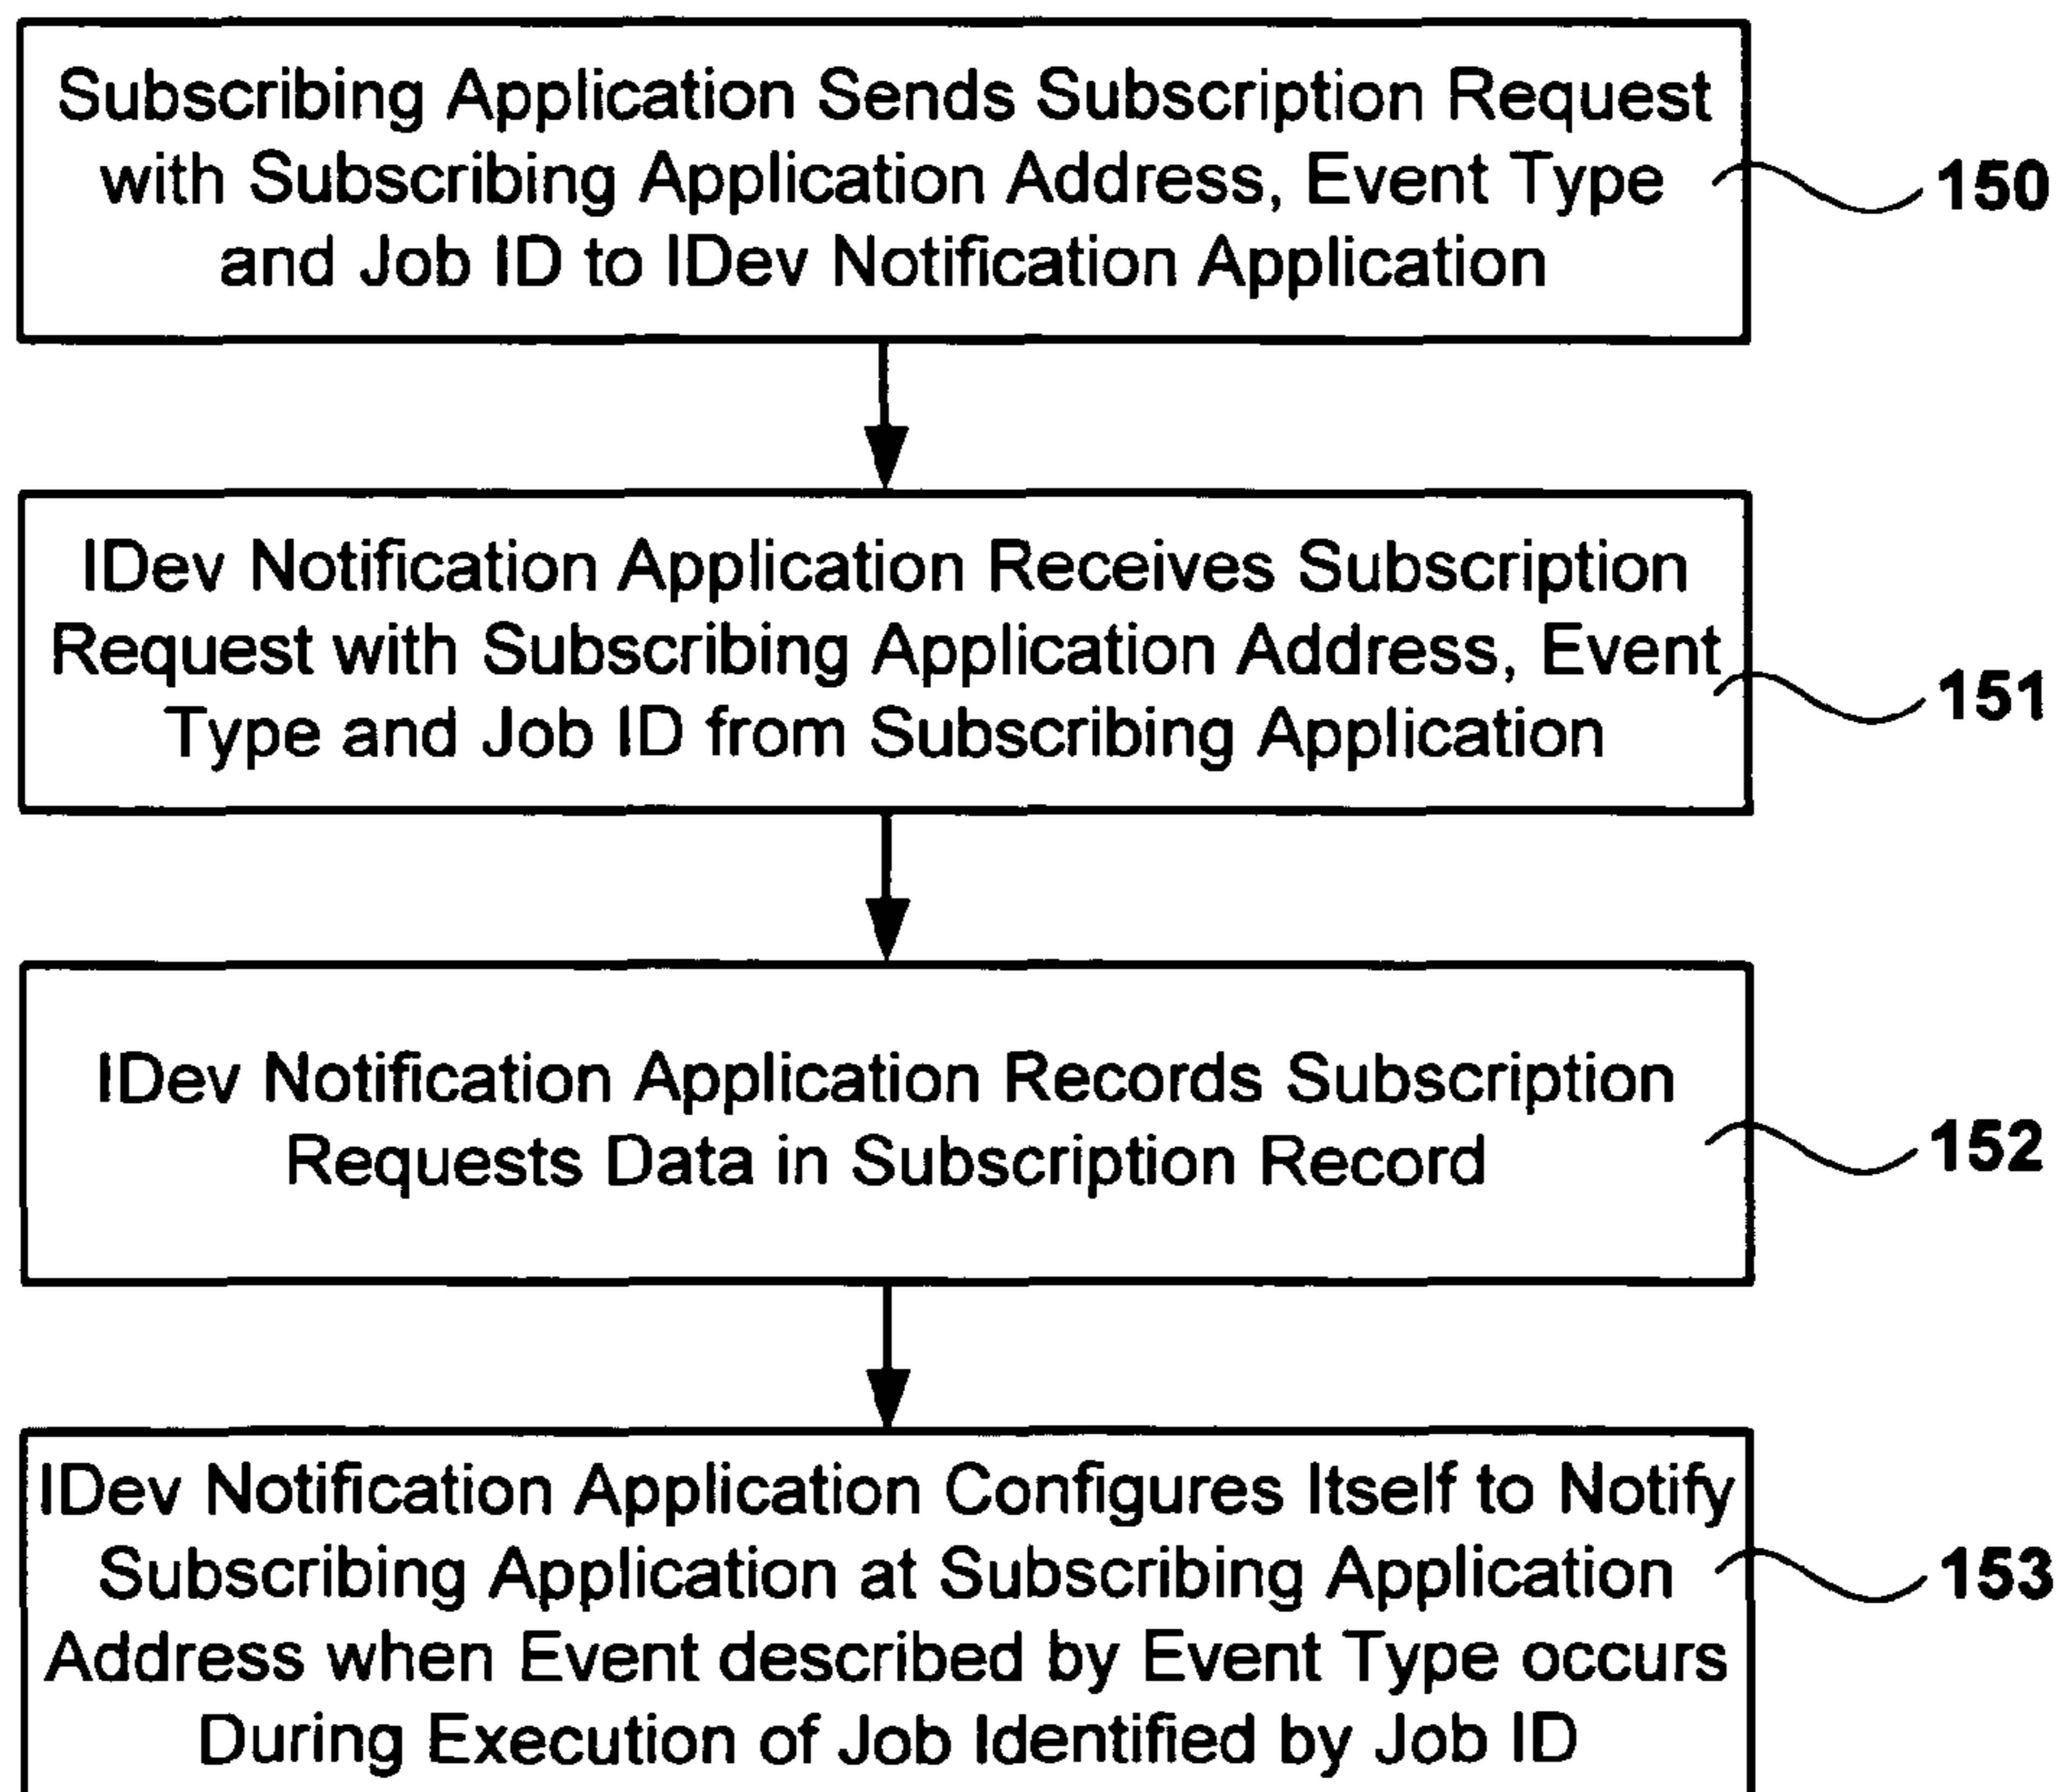 Subscribing Application Sends Subscription Request
with Subscribing Application Address, Event Type
and Job ID to IDev Notification Application
150
IDev Notification Application Receives Subscription
Request with Subscribing Application Address, Event
Type and Job ID from Subscribing Application
151
IDev Notification Application Records Subscription
Requests Data in Subscription Record
152
IDev Notification Application Configures Itself to Notify
Subscribing Application at Subscribing Application
Address when Event described by Event Type occurs
During Execution of Job Identified by Job ID
153